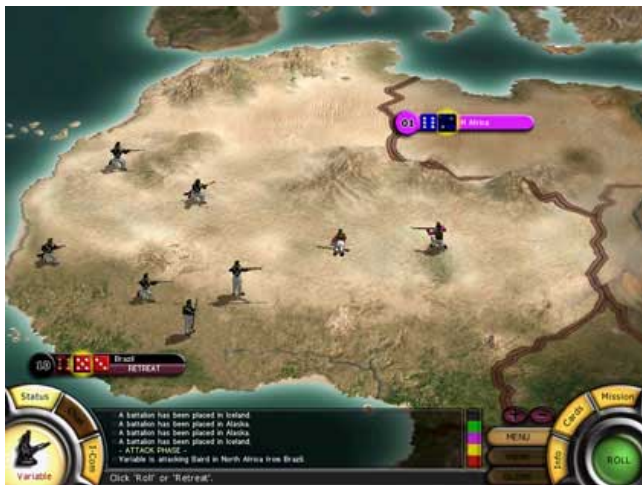 01 N Africa
13 Brazil
RETREAT
Status
I-Com
Variable
A battalion has been placed in Iceland.
A battalion has been placed in Alaska.
A battalion has been placed in Alaska.
A battalion has been placed in Iceland.
- ATTACK PHASE -
Variable is attacking Baird in North Africa from Brazil.
Click 'Roll' or 'Retreat'.
MENU
Mission
Cards
Info
ROLL